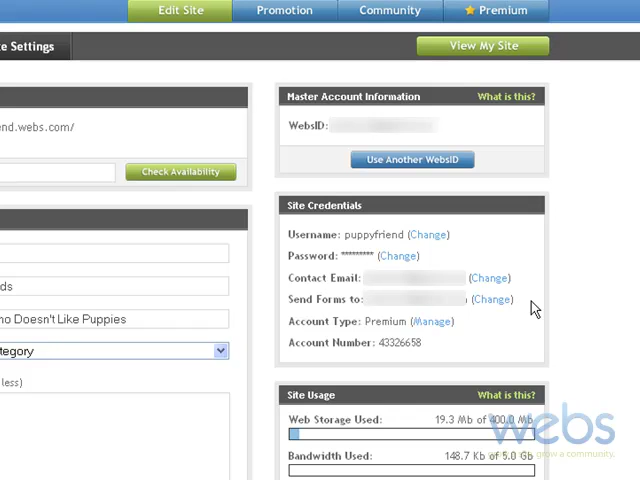 Edit Site
Promotion
Community
Premium
e Settings
View My Site
Master Account Information What is this?
end.webs.com/
WebsID:
Check Availability
Use Another WebsID
Site Credentials
Username: puppyfriend (Change)
Password: ********* (Change)
Contact Email: (Change)
ds
Send Forms to: (Change)
no Doesn't Like Puppies
Account Type: Premium (Manage)
Account Number: 43326658
tegory
less)
Site Usage What is this?
Web Storage Used: 19.3 Mb of 400.0 Mb
webs
Bandwidth Used: 148.7 Kb of 5.0 Gb
grow a community.